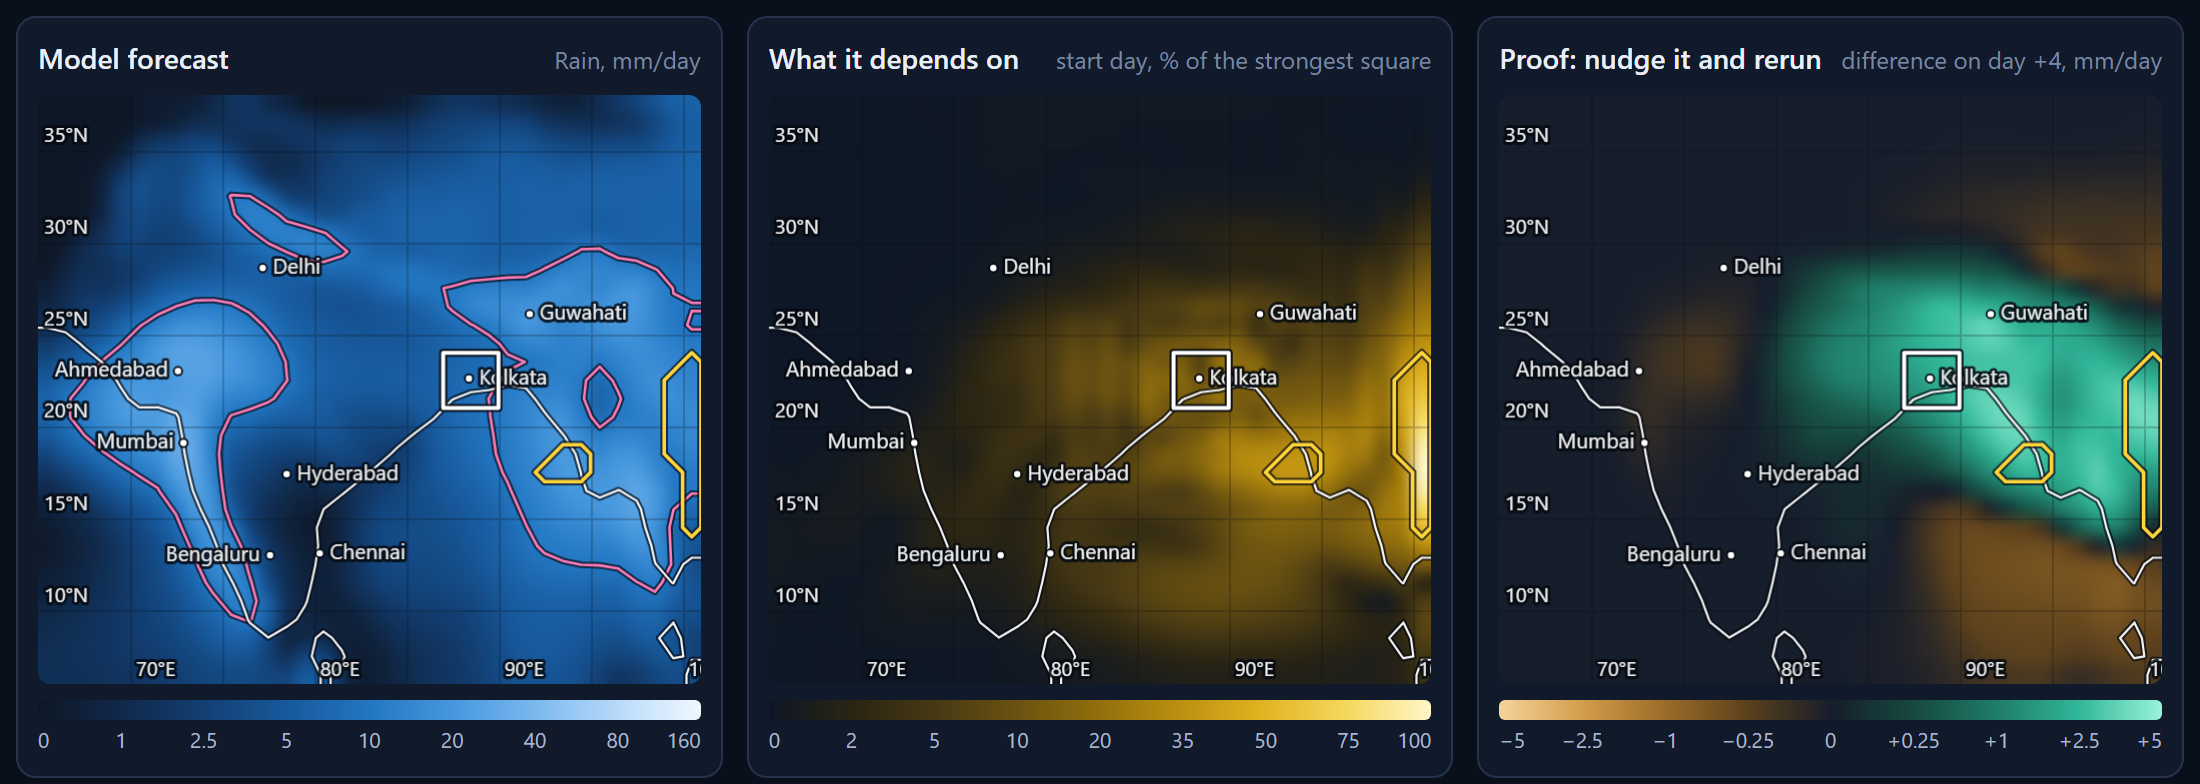 Model forecast
Rain, mm/day
35°N
30°N
Delhi
Guwahati
25°N
Ahmedabad
Kolkata
20°N
Mumbai
Hyderabad
15°N
Bengaluru
Chennai
10°N
70°E 80°E 90°E
0 1 2.5 5 10 20 40 80 160
What it depends on
start day, % of the strongest square
35°N
30°N
Delhi
Guwahati
25°N
Ahmedabad
Kolkata
20°N
Mumbai
Hyderabad
15°N
Bengaluru
Chennai
10°N
70°E 80°E 90°E
0 2 5 10 20 35 50 75 100
Proof: nudge it and rerun
difference on day +4, mm/day
35°N
30°N
Delhi
Guwahati
25°N
Ahmedabad
Kolkata
20°N
Mumbai
Hyderabad
15°N
Bengaluru
Chennai
10°N
70°E 80°E 90°E
−5 −2.5 −1 −0.25 0 +0.25 +1 +2.5 +5